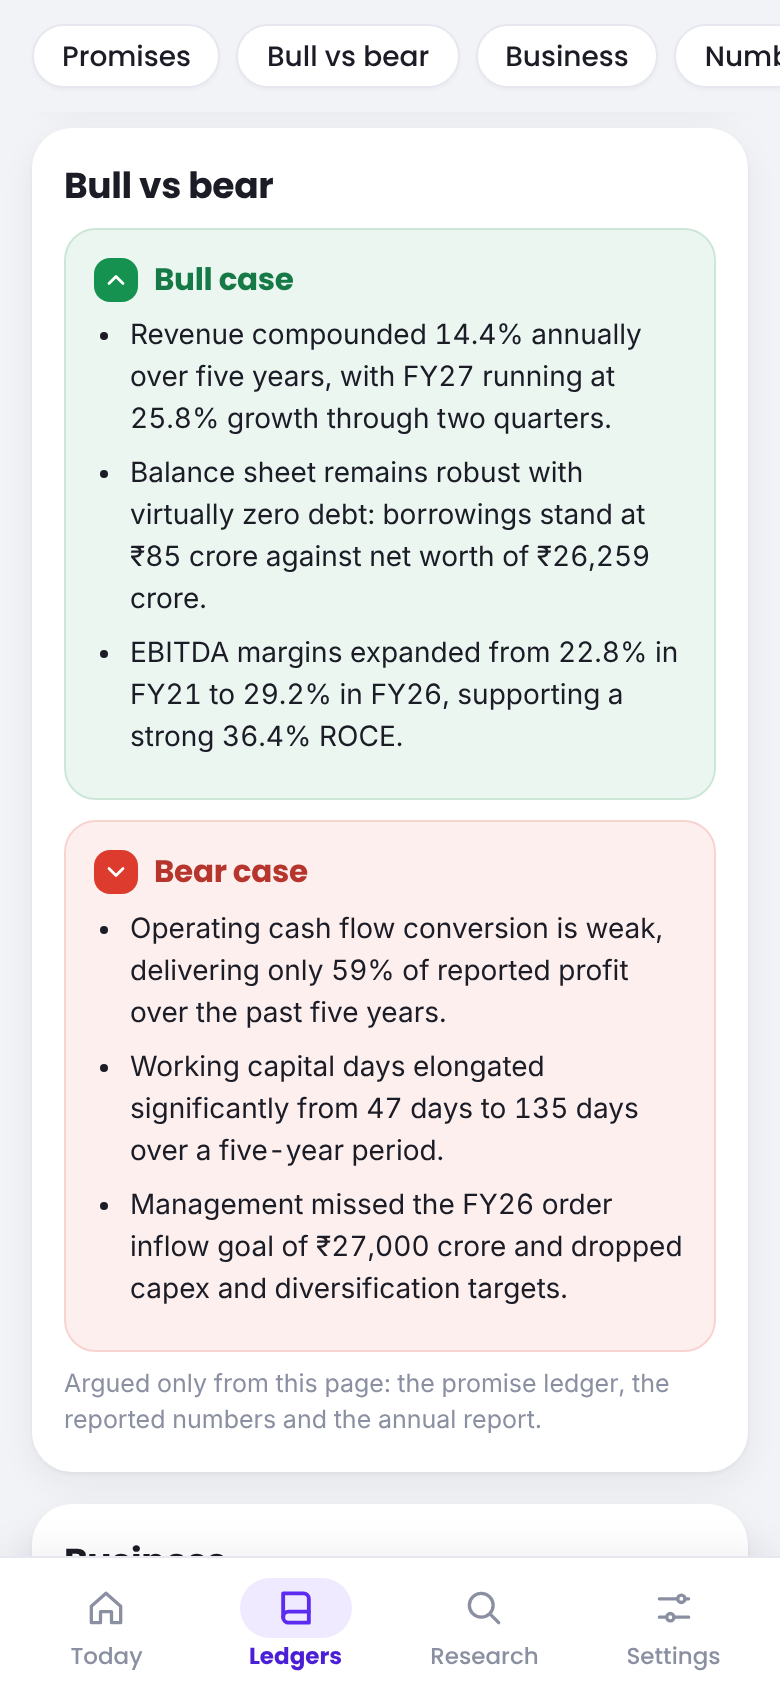 Promises
Bull vs bear
Business
Numb
Bull vs bear
Bull case
• Revenue compounded 14.4% annually
over five years, with FY27 running at
25.8% growth through two quarters.
• Balance sheet remains robust with
virtually zero debt: borrowings stand at
₹85 crore against net worth of ₹26,259
crore.
• EBITDA margins expanded from 22.8% in
FY21 to 29.2% in FY26, supporting a
strong 36.4% ROCE.
Bear case
• Operating cash flow conversion is weak,
delivering only 59% of reported profit
over the past five years.
• Working capital days elongated
significantly from 47 days to 135 days
over a five-year period.
• Management missed the FY26 order
inflow goal of ₹27,000 crore and dropped
capex and diversification targets.
Argued only from this page: the promise ledger, the
reported numbers and the annual report.
Business
Today
Ledgers
Research
Settings